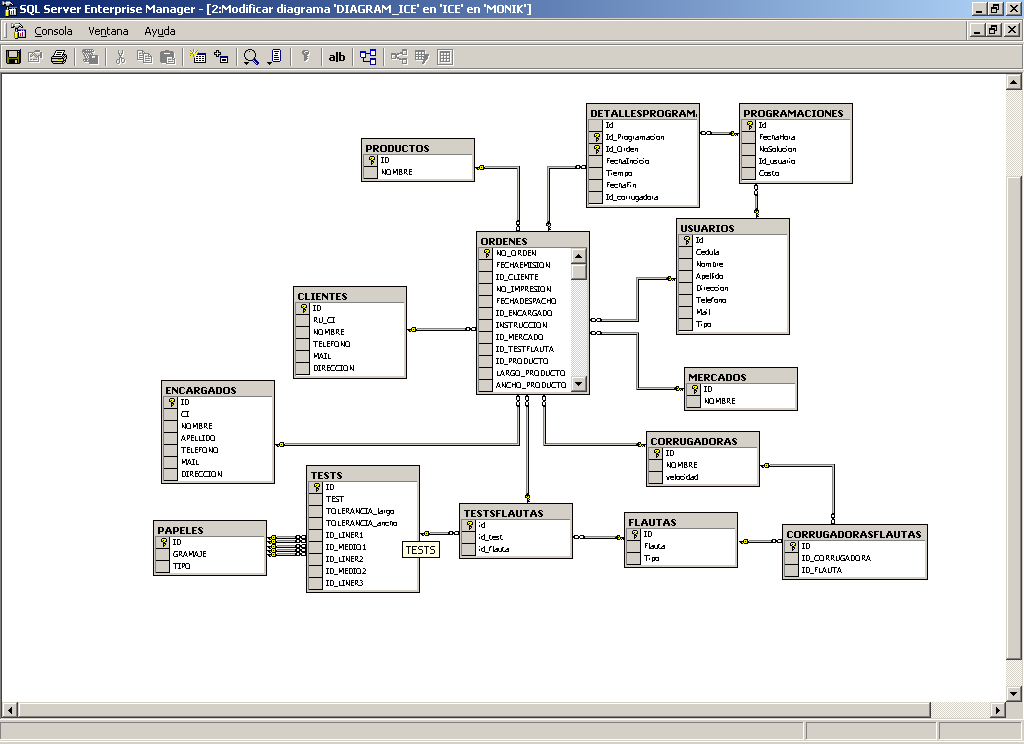 SQL Server Enterprise Manager - [2:Modificar diagrama 'DIAGRAM_ICE' en 'ICE' en 'MONIK']
Consola Ventana Ayuda
ab|
PRODUCTOS
ID
NOMBRE
DETALLESPROGRAM
Id
Id_Programacion
Id_Orden
FechaInicio
Tiempo
FechaFin
Id_corrugadora
PROGRAMACIONES
Id
FechaHora
NoSolucion
Id_usuario
Costo
ORDENES
NO_ORDEN
FECHAEMISION
ID_CLIENTE
NO_IMPRESION
FECHADESPACHO
ID_ENCARGADO
INSTRUCCION
ID_MERCADO
ID_TESTFLAUTA
ID_PRODUCTO
LARGO_PRODUCTO
ANCHO_PRODUCTO
USUARIOS
Id
Cedula
Nombre
Apellido
Direccion
Telefono
Mail
Tipo
CLIENTES
ID
RU_CI
NOMBRE
TELEFONO
MAIL
DIRECCION
MERCADOS
ID
NOMBRE
ENCARGADOS
ID
CI
NOMBRE
APELLIDO
TELEFONO
MAIL
DIRECCION
CORRUGADORAS
ID
NOMBRE
velocidad
TESTS
ID
TEST
TOLERANCIA_largo
TOLERANCIA_ancho
ID_LINER1
ID_MEDIO1
ID_LINER2
ID_MEDIO2
ID_LINER3
TESTS
TESTSFLAUTAS
id
id_test
id_flauta
FLAUTAS
ID
Flauta
Tipo
PAPELES
ID
GRAMAJE
TIPO
CORRUGADORASFLAUTAS
ID
ID_CORRUGADORA
ID_FLAUTA